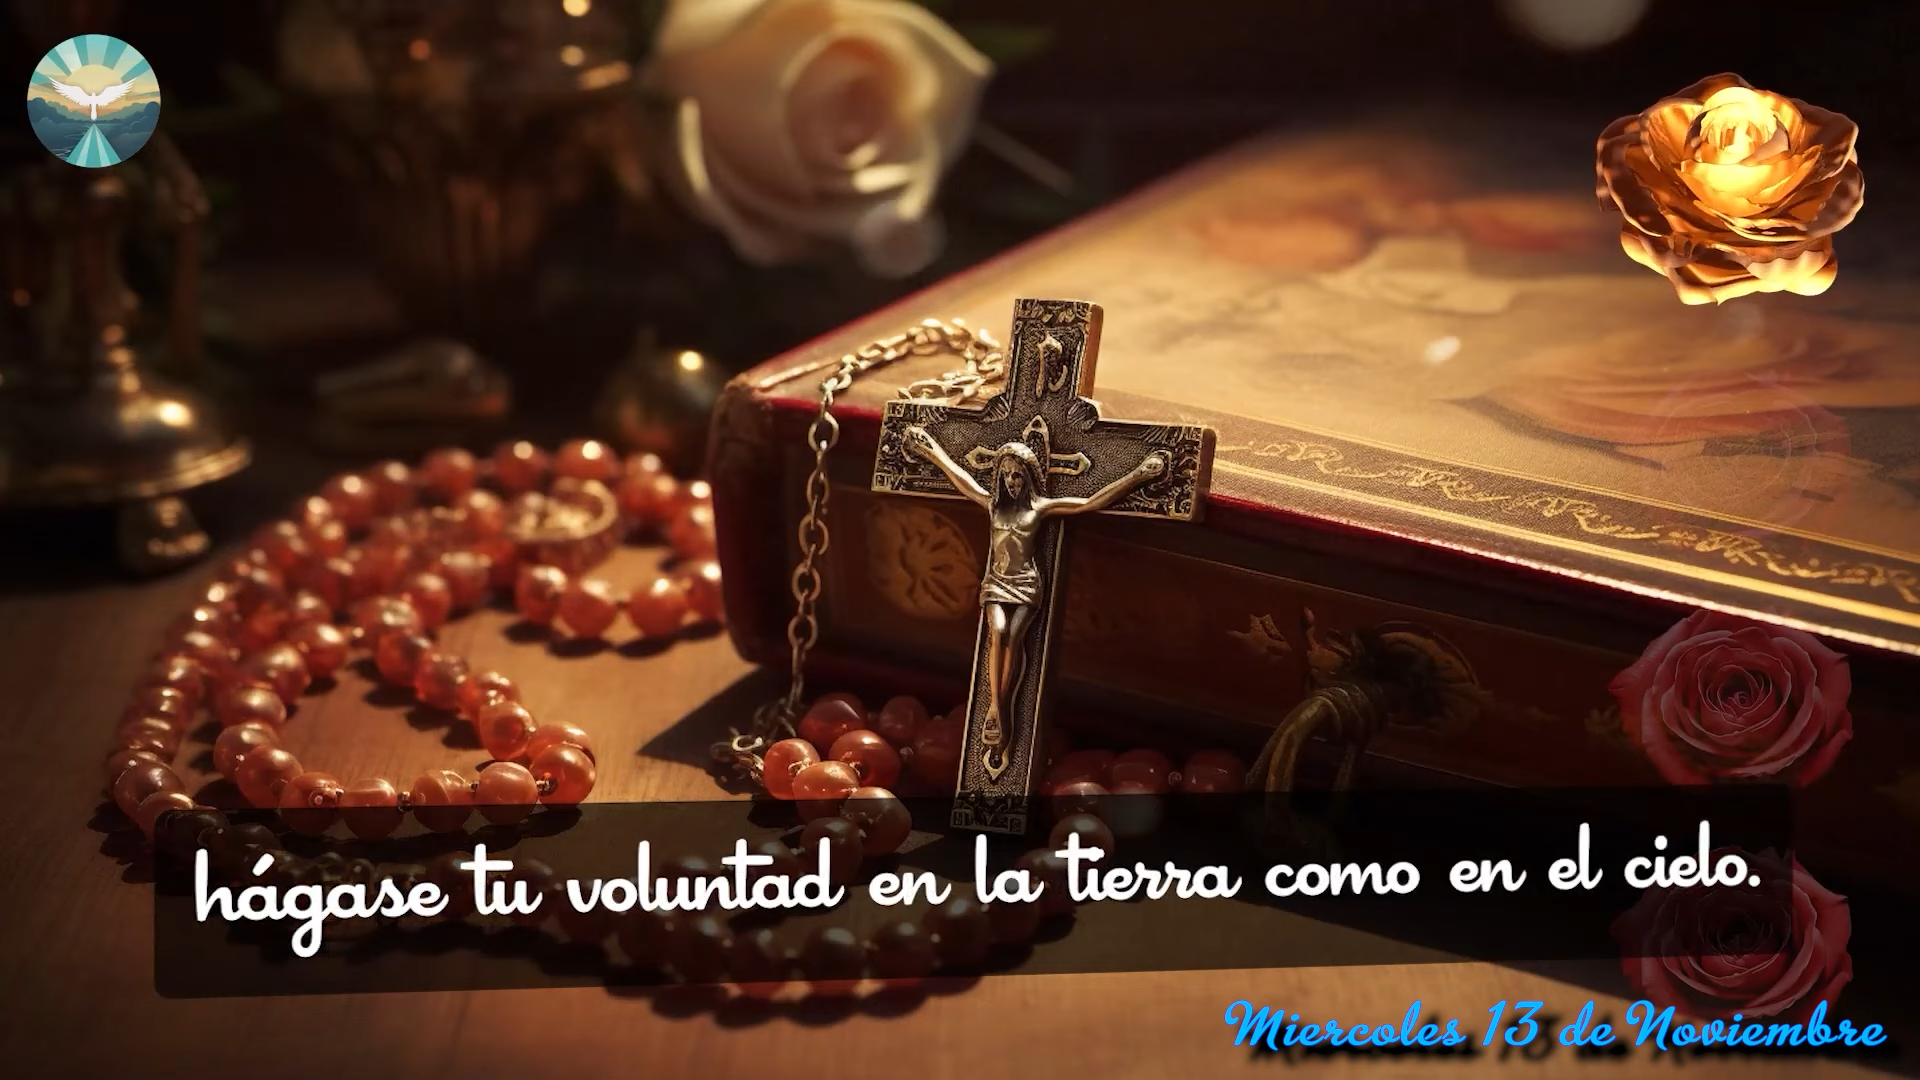 hágase tu voluntad en la tierra como en el cielo.
Miercoles 13 de Noviembre